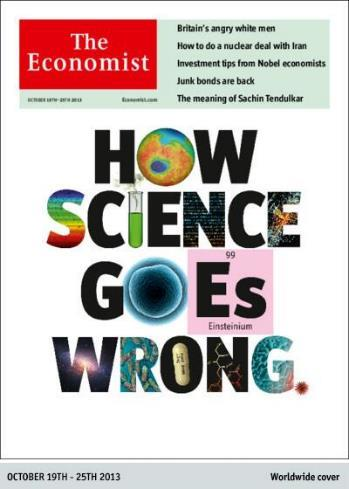 The
Economist
OCTOBER 19TH–25TH 2013
Economist.com
Britain's angry white men
How to do a nuclear deal with Iran
Investment tips from Nobel economists
Junk bonds are back
The meaning of Sachin Tendulkar
HOW
SCIENCE
GOEs
99
Einsteinium
WRONG.
OCTOBER 19TH - 25TH 2013
Worldwide cover